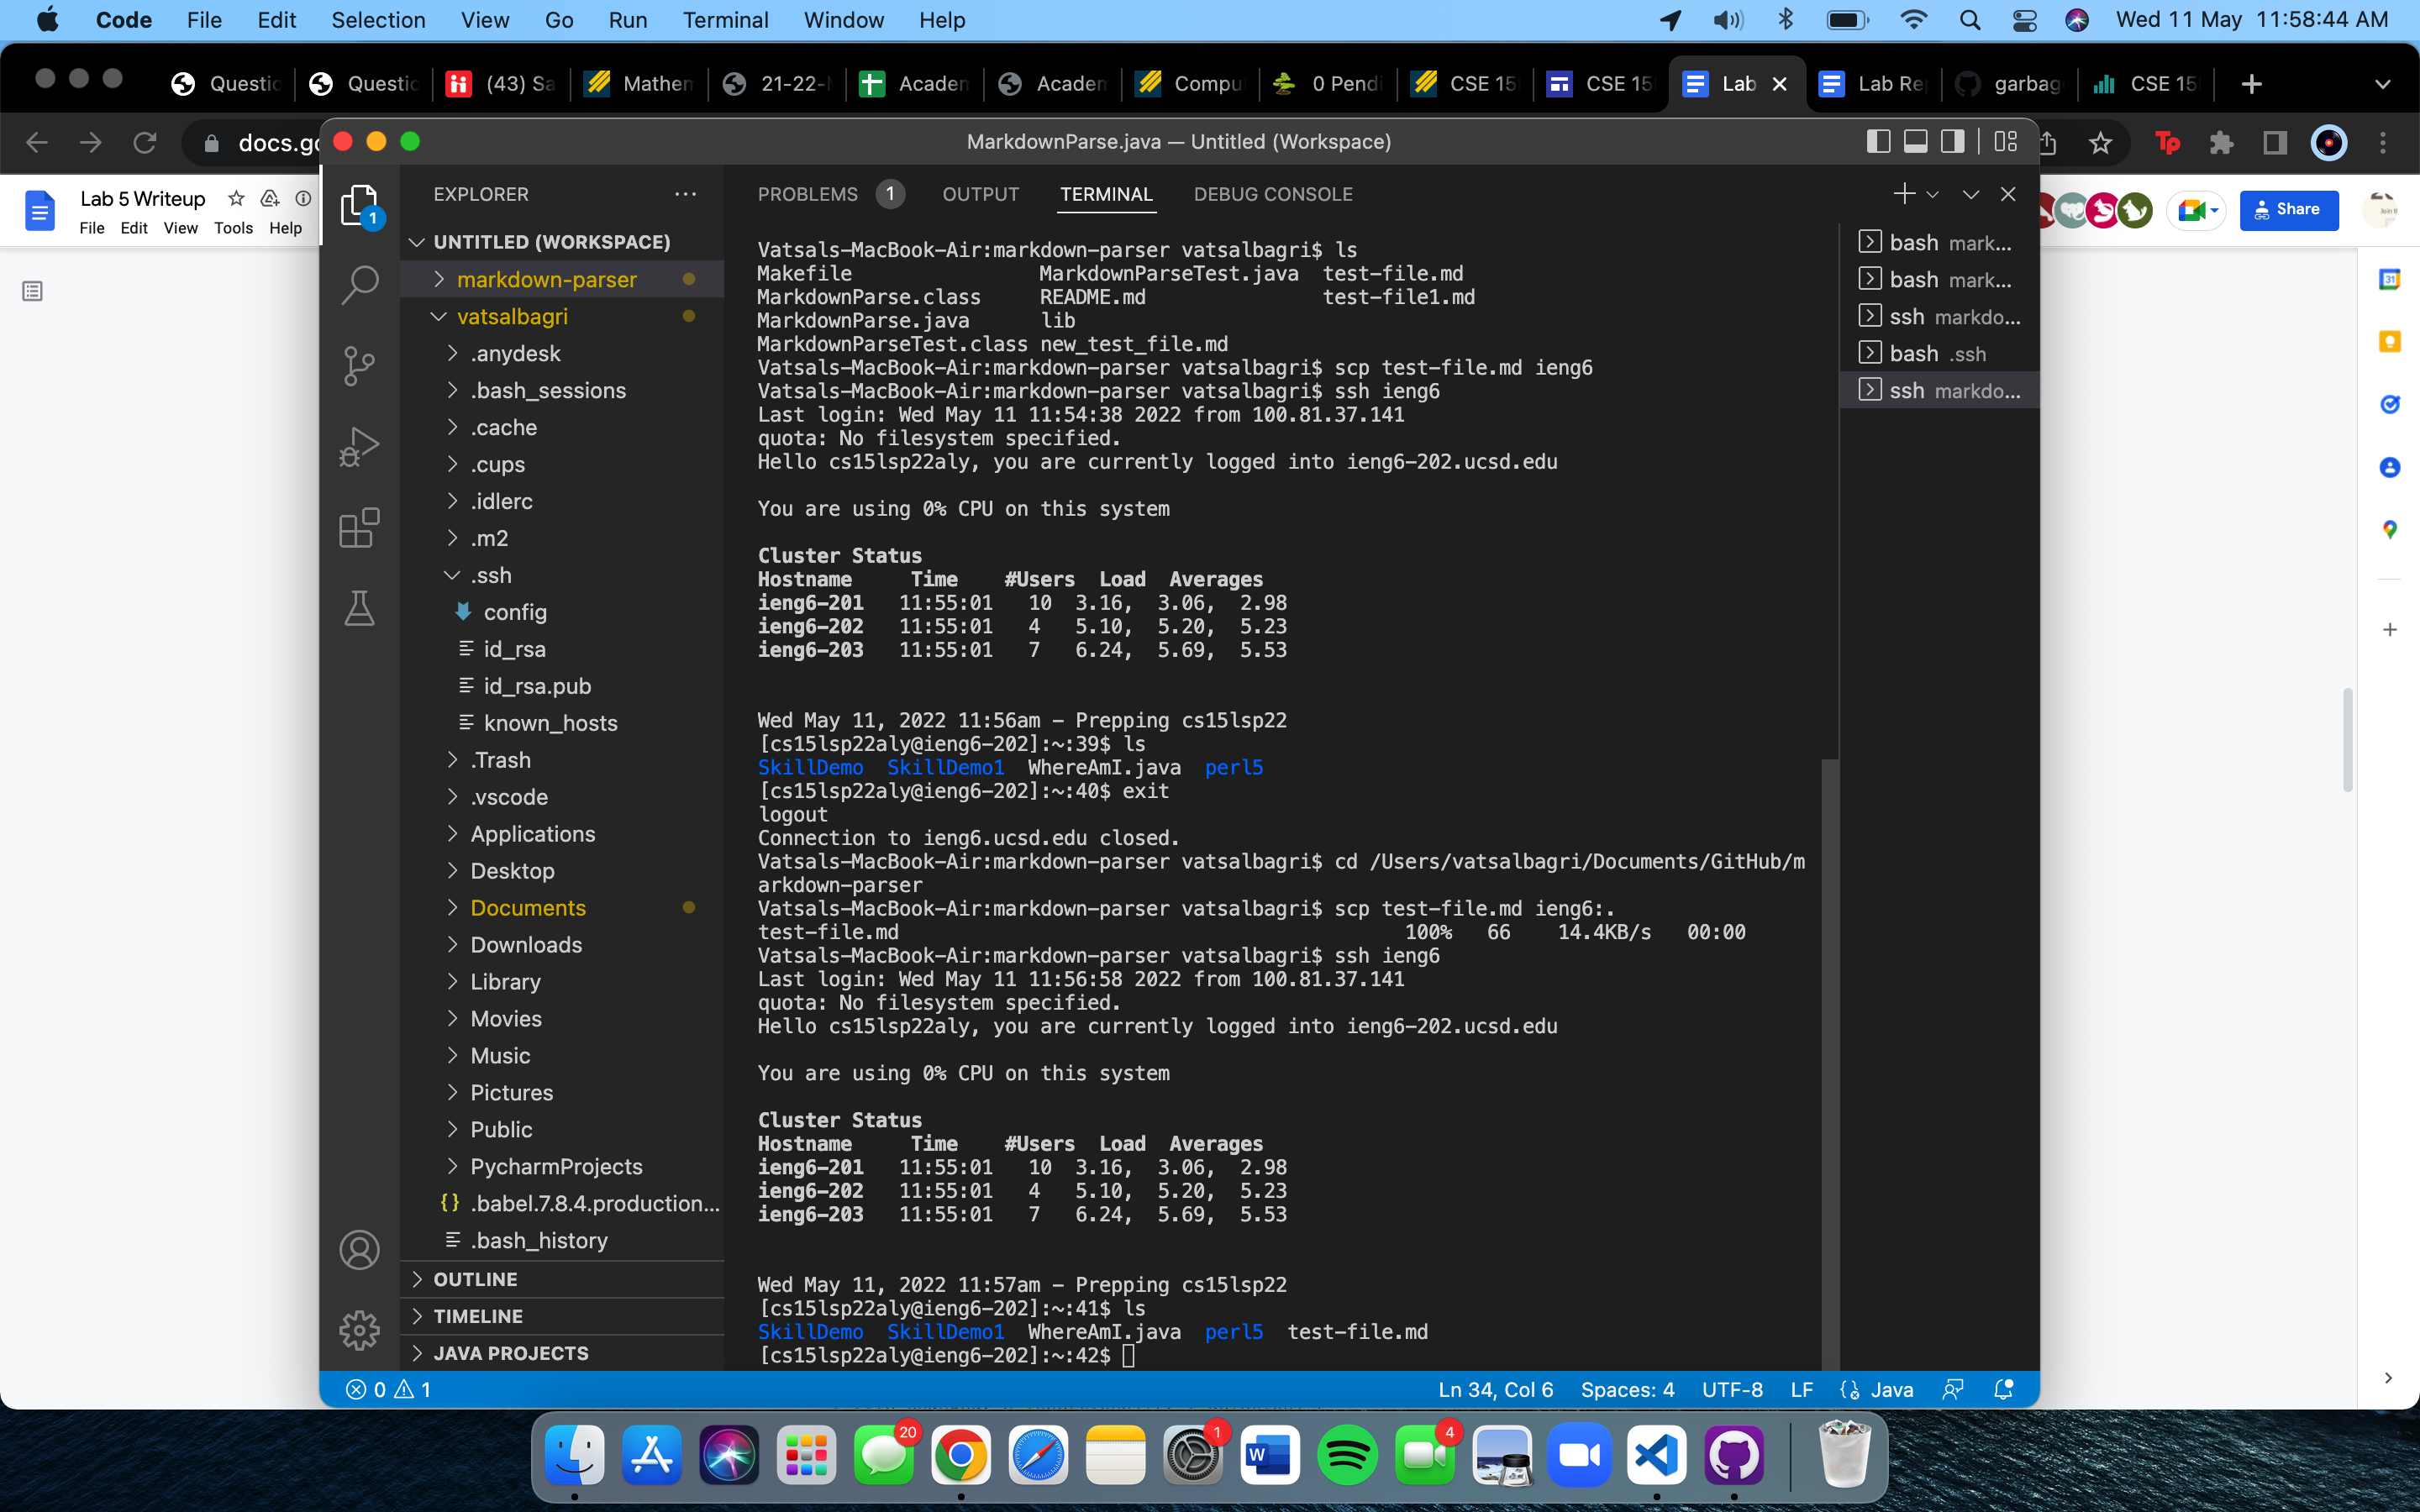 Code File Edit Selection View Go Run Terminal Window Help Wed 11 May 11:58:44 AM
Questic Questic (43) Sa Mathem 21-22- Academ Academ Comput 0 Pendi CSE 15 CSE 15 Lab Lab Rep garbag CSE 15
docs.go
MarkdownParse.java — Untitled (Workspace)
Lab 5 Writeup
File Edit View Tools Help
Share
EXPLORER
UNTITLED (WORKSPACE)
markdown-parser
vatsalbagri
.anydesk
.bash_sessions
.cache
.cups
.idlerc
.m2
.ssh
config
id_rsa
id_rsa.pub
known_hosts
.Trash
.vscode
Applications
Desktop
Documents
Downloads
Library
Movies
Music
Pictures
Public
PycharmProjects
{} .babel.7.8.4.production...
.bash_history
OUTLINE
TIMELINE
JAVA PROJECTS
PROBLEMS 1 OUTPUT TERMINAL DEBUG CONSOLE
Vatsals-MacBook-Air:markdown-parser vatsalbagri$ ls
Makefile MarkdownParseTest.java test-file.md
MarkdownParse.class README.md test-file1.md
MarkdownParse.java lib
MarkdownParseTest.class new_test_file.md
Vatsals-MacBook-Air:markdown-parser vatsalbagri$ scp test-file.md ieng6
Vatsals-MacBook-Air:markdown-parser vatsalbagri$ ssh ieng6
Last login: Wed May 11 11:54:38 2022 from 100.81.37.141
quota: No filesystem specified.
Hello cs15lsp22aly, you are currently logged into ieng6-202.ucsd.edu
You are using 0% CPU on this system
Cluster Status
Hostname Time #Users Load Averages
ieng6-201 11:55:01 10 3.16, 3.06, 2.98
ieng6-202 11:55:01 4 5.10, 5.20, 5.23
ieng6-203 11:55:01 7 6.24, 5.69, 5.53
Wed May 11, 2022 11:56am - Prepping cs15lsp22
[cs15lsp22aly@ieng6-202]:~:39$ ls
SkillDemo SkillDemo1 WhereAmI.java perl5
[cs15lsp22aly@ieng6-202]:~:40$ exit
logout
Connection to ieng6.ucsd.edu closed.
Vatsals-MacBook-Air:markdown-parser vatsalbagri$ cd /Users/vatsalbagri/Documents/GitHub/m
arkdown-parser
Vatsals-MacBook-Air:markdown-parser vatsalbagri$ scp test-file.md ieng6:.
test-file.md 100% 66 14.4KB/s 00:00
Vatsals-MacBook-Air:markdown-parser vatsalbagri$ ssh ieng6
Last login: Wed May 11 11:56:58 2022 from 100.81.37.141
quota: No filesystem specified.
Hello cs15lsp22aly, you are currently logged into ieng6-202.ucsd.edu
You are using 0% CPU on this system
Cluster Status
Hostname Time #Users Load Averages
ieng6-201 11:55:01 10 3.16, 3.06, 2.98
ieng6-202 11:55:01 4 5.10, 5.20, 5.23
ieng6-203 11:55:01 7 6.24, 5.69, 5.53
Wed May 11, 2022 11:57am - Prepping cs15lsp22
[cs15lsp22aly@ieng6-202]:~:41$ ls
SkillDemo SkillDemo1 WhereAmI.java perl5 test-file.md
[cs15lsp22aly@ieng6-202]:~:42$
bash mark...
bash mark...
ssh markdo...
bash .ssh
ssh markdo...
0 1 Ln 34, Col 6 Spaces: 4 UTF-8 LF Java
20 1 4